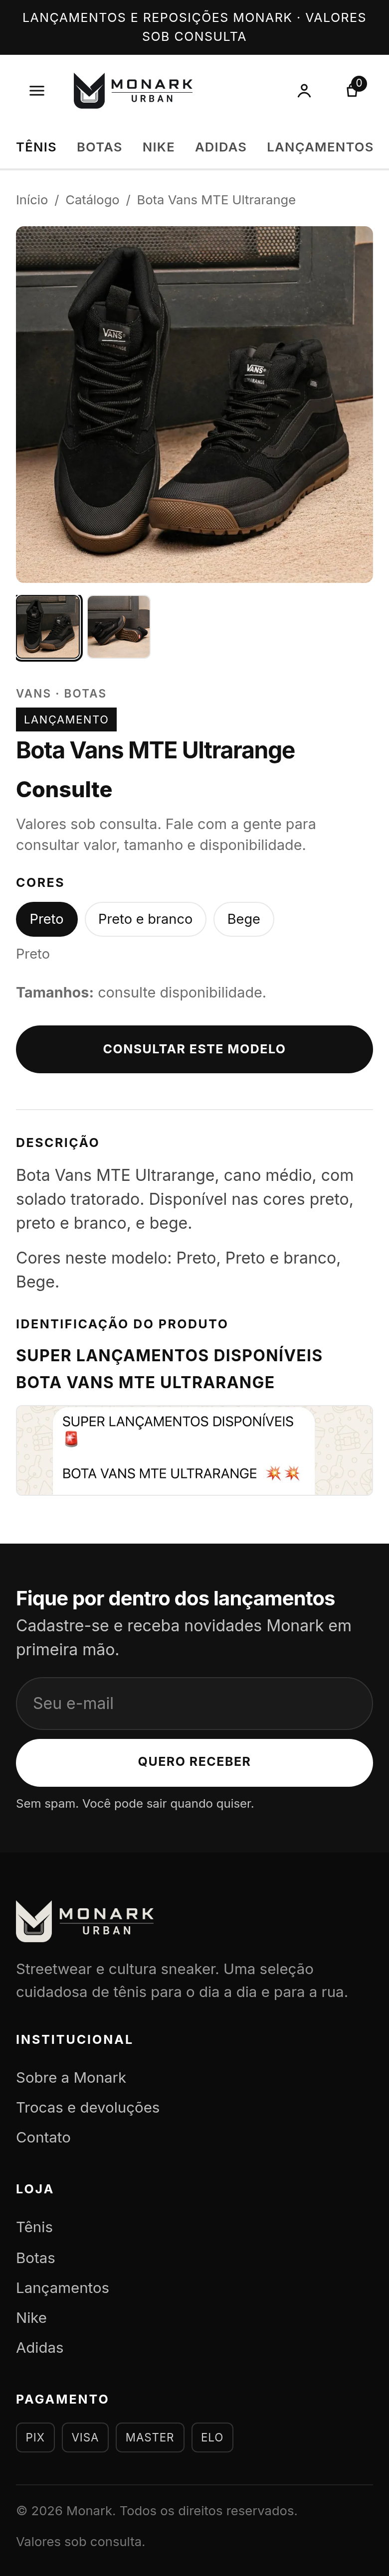 LANÇAMENTOS E REPOSIÇÕES MONARK · VALORES
SOB CONSULTA
MONARK
URBAN
0
TÊNIS BOTAS NIKE ADIDAS LANÇAMENTOS
Início / Catálogo / Bota Vans MTE Ultrarange
VANS
VANS
VANS · BOTAS
LANÇAMENTO
Bota Vans MTE Ultrarange
Consulte
Valores sob consulta. Fale com a gente para
consultar valor, tamanho e disponibilidade.
CORES
Preto Preto e branco Bege
Preto
Tamanhos: consulte disponibilidade.
CONSULTAR ESTE MODELO
DESCRIÇÃO
Bota Vans MTE Ultrarange, cano médio, com
solado tratorado. Disponível nas cores preto,
preto e branco, e bege.
Cores neste modelo: Preto, Preto e branco,
Bege.
IDENTIFICAÇÃO DO PRODUTO
SUPER LANÇAMENTOS DISPONÍVEIS
BOTA VANS MTE ULTRARANGE
SUPER LANÇAMENTOS DISPONÍVEIS
🚨
BOTA VANS MTE ULTRARANGE 💥💥
Fique por dentro dos lançamentos
Cadastre-se e receba novidades Monark em
primeira mão.
Seu e-mail
QUERO RECEBER
Sem spam. Você pode sair quando quiser.
MONARK
URBAN
Streetwear e cultura sneaker. Uma seleção
cuidadosa de tênis para o dia a dia e para a rua.
INSTITUCIONAL
Sobre a Monark
Trocas e devoluções
Contato
LOJA
Tênis
Botas
Lançamentos
Nike
Adidas
PAGAMENTO
PIX VISA MASTER ELO
© 2026 Monark. Todos os direitos reservados.
Valores sob consulta.